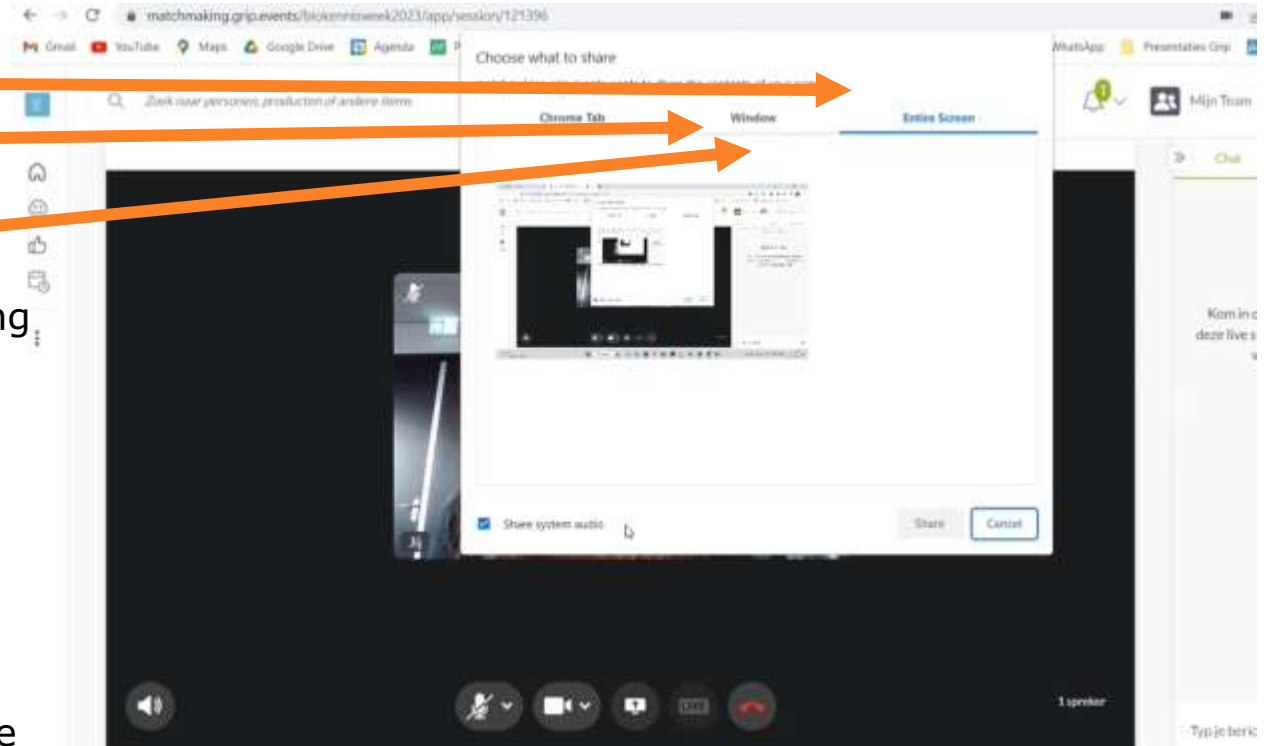 matchmaking.grip.events/biokennisweek2023/app/session/121396
Gmail YouTube Maps Google Drive Agenda
WhatsApp Presentaties Grip
Choose what to share
Zoek naar personen, producten of andere items
Mijn Team
Chrome Tab Window Entire Screen
Chat
ng
Kom in
deze live s
Jij
Share system audio
Share Cancel
LIVE
1 spreker
Typ je beric
e